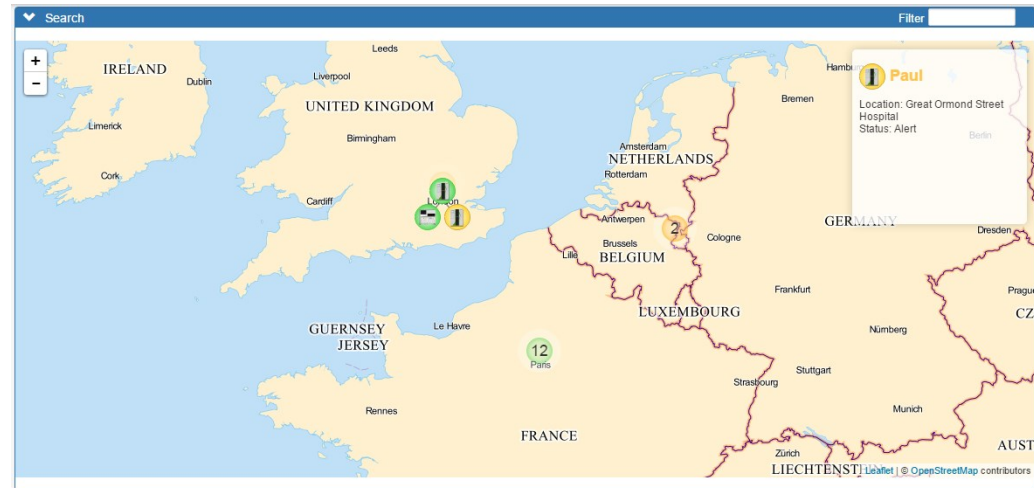 Search
Filter
+
−
Leeds
IRELAND
Dublin
Liverpool
UNITED KINGDOM
Limerick
Birmingham
Cork
Cardiff
Hamburg
Bremen
Berlin
Paul
Location: Great Ormond Street
Hospital
Status: Alert
Amsterdam
NETHERLANDS
Rotterdam
Antwerpen
2
Cologne
GERMANY
Dresden
Brussels
BELGIUM
Lille
Frankfurt
LUXEMBOURG
GUERNSEY
JERSEY
Le Havre
Nürnberg
12
Paris
Strasbourg
Stuttgart
Rennes
Munich
FRANCE
Zürich
LIECHTENSTEIN
Leaflet | © OpenStreetMap contributors